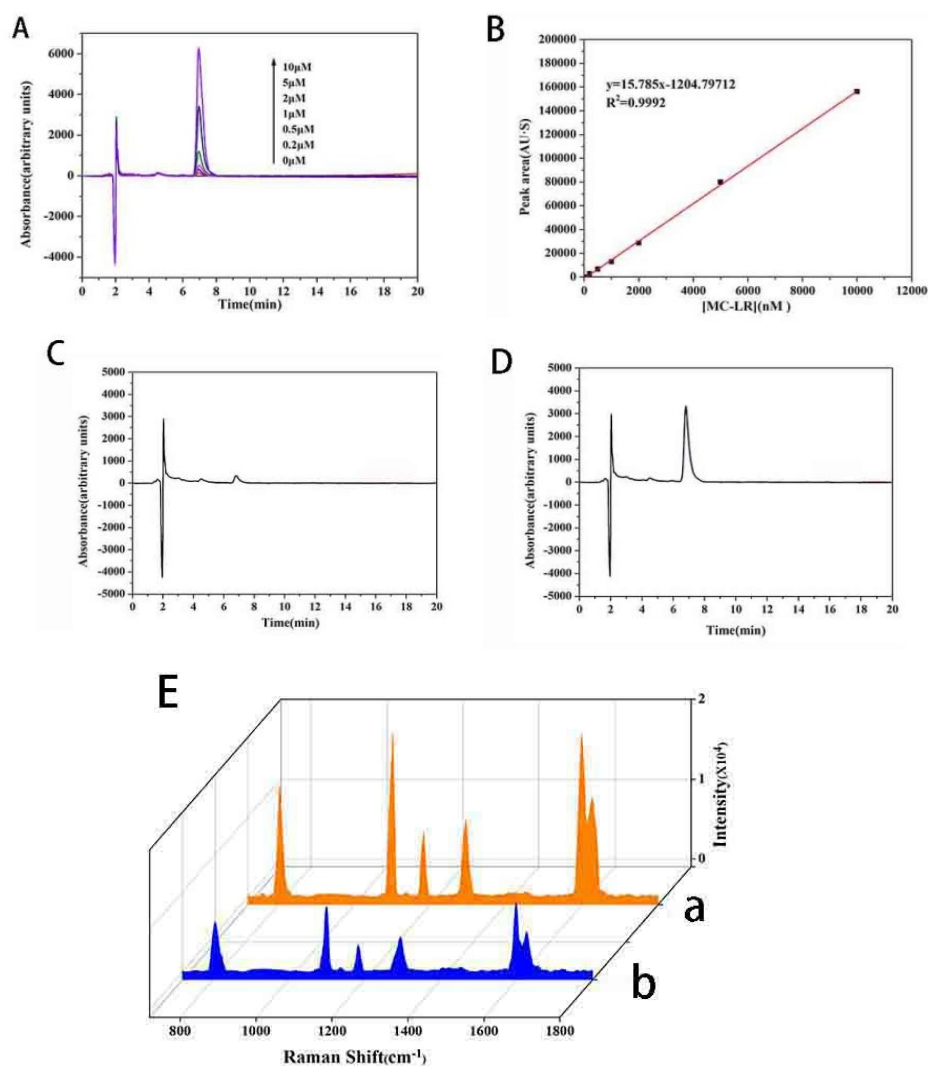 A
Absorbance(arbitrary units)
6000
4000
2000
0
-2000
-4000
10μM
5μM
2μM
1μM
0.5μM
0.2μM
0μM
0 2 4 6 8 10 12 14 16 18 20
Time(min)
B
Peak area(AU·S)
200000
180000
160000
140000
120000
100000
80000
60000
40000
20000
0
y=15.785x-1204.79712
R²=0.9992
0 2000 4000 6000 8000 10000 12000
[MC-LR](nM )
C
Absorbance(arbitrary units)
5000
4000
3000
2000
1000
0
-1000
-2000
-3000
-4000
-5000
0 2 4 6 8 10 12 14 16 18 20
Time(min)
D
Absorbance(arbitrary units)
5000
4000
3000
2000
1000
0
-1000
-2000
-3000
-4000
-5000
0 2 4 6 8 10 12 14 16 18 20
Time(min)
E
2
1
0
Intensity(X10⁴)
a
b
800 1000 1200 1400 1600 1800
Raman Shift(cm⁻¹)